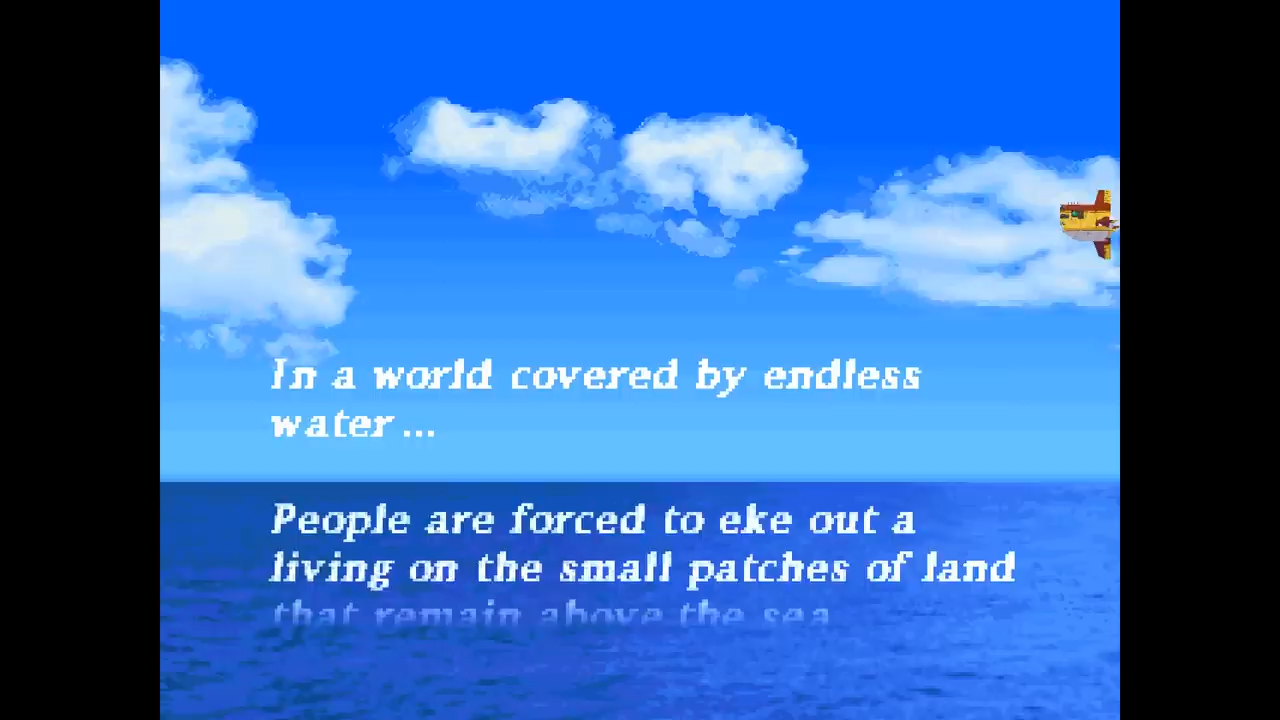 In a world covered by endless
water...
People are forced to eke out a
living on the small patches of land
that remain above the sea